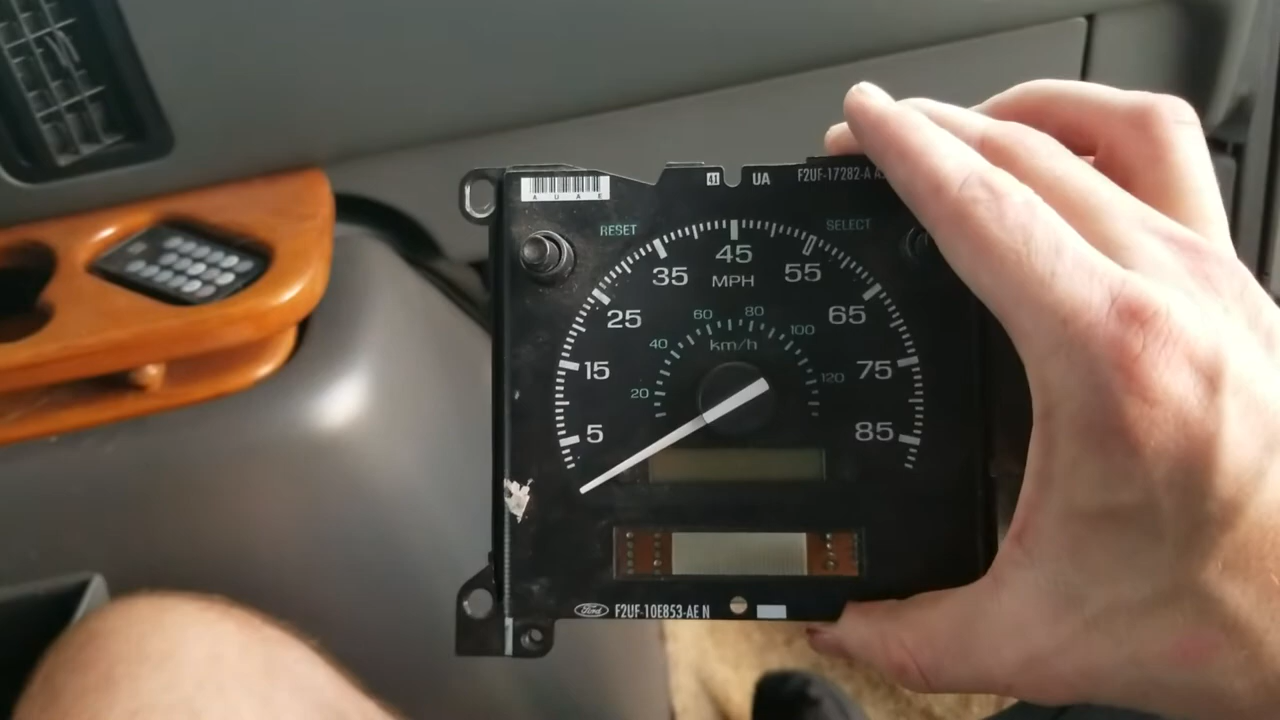 41 UA F2UF-17282-A
A U A E
RESET SELECT
45
35 55
MPH
25 65
60 80
40 100
km/h
15 75
20 120
5 85
Ford F2UF-10E853-AE N